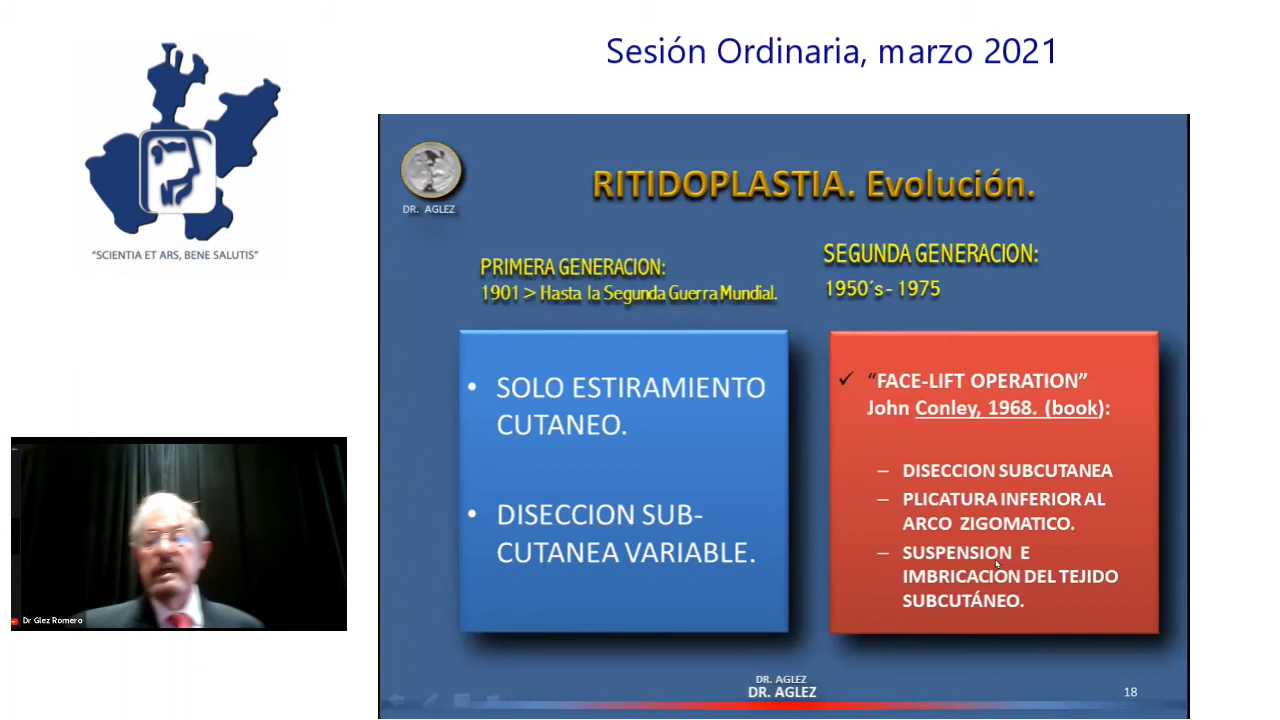 Sesión Ordinaria, marzo 2021
“SCIENTIA ET ARS, BENE SALUTIS”
DR. AGLEZ
RITIDOPLASTIA. Evolución.
PRIMERA GENERACION:
1901 > Hasta la Segunda Guerra Mundial.
• SOLO ESTIRAMIENTO
CUTANEO.
• DISECCION SUB-
CUTANEA VARIABLE.
SEGUNDA GENERACION:
1950´s - 1975
✓ “FACE-LIFT OPERATION”
John Conley, 1968. (book):
– DISECCION SUBCUTANEA
– PLICATURA INFERIOR AL
ARCO ZIGOMATICO.
– SUSPENSION E
IMBRICACION DEL TEJIDO
SUBCUTÁNEO.
Dr Glez Romero
DR. AGLEZ
DR. AGLEZ
18